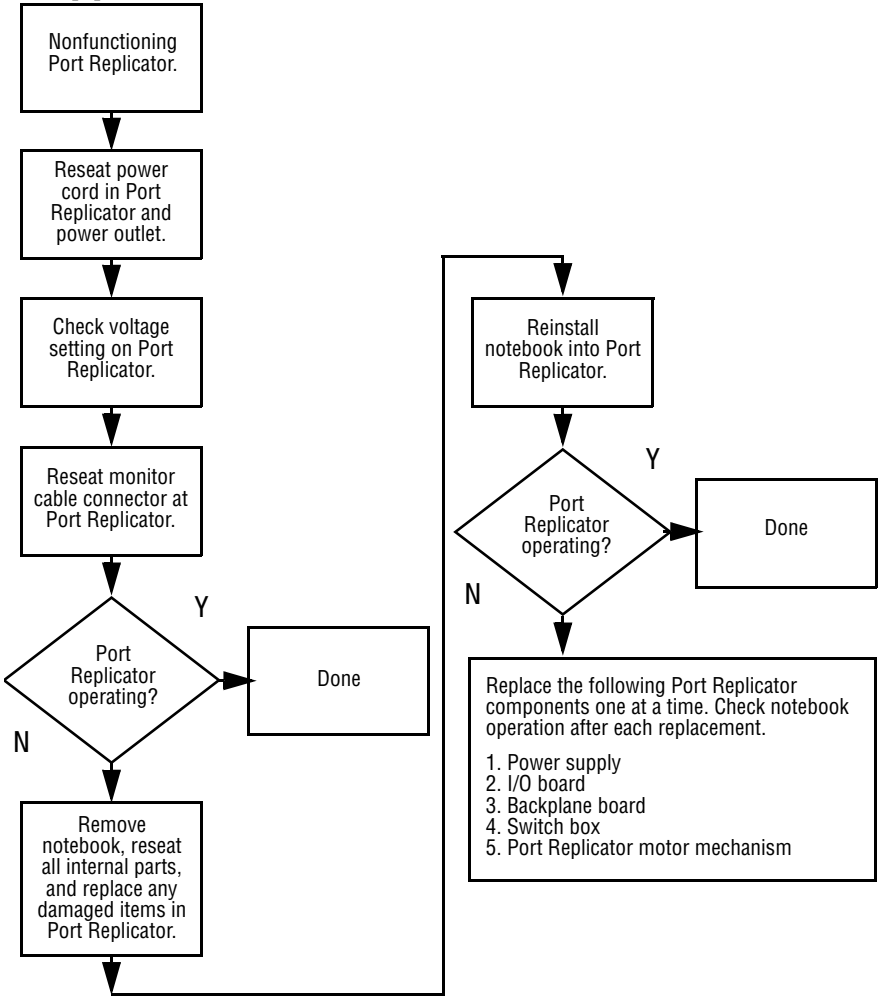 Nonfunctioning
Port Replicator.
Reseat power
cord in Port
Replicator and
power outlet.
Check voltage
setting on Port
Replicator.
Reseat monitor
cable connector at
Port Replicator.
Port
Replicator
operating?
Y
Done
N
Remove
notebook, reseat
all internal parts,
and replace any
damaged items in
Port Replicator.
Reinstall
notebook into Port
Replicator.
Port
Replicator
operating?
Y
Done
N
Replace the following Port Replicator
components one at a time. Check notebook
operation after each replacement.
1. Power supply
2. I/O board
3. Backplane board
4. Switch box
5. Port Replicator motor mechanism